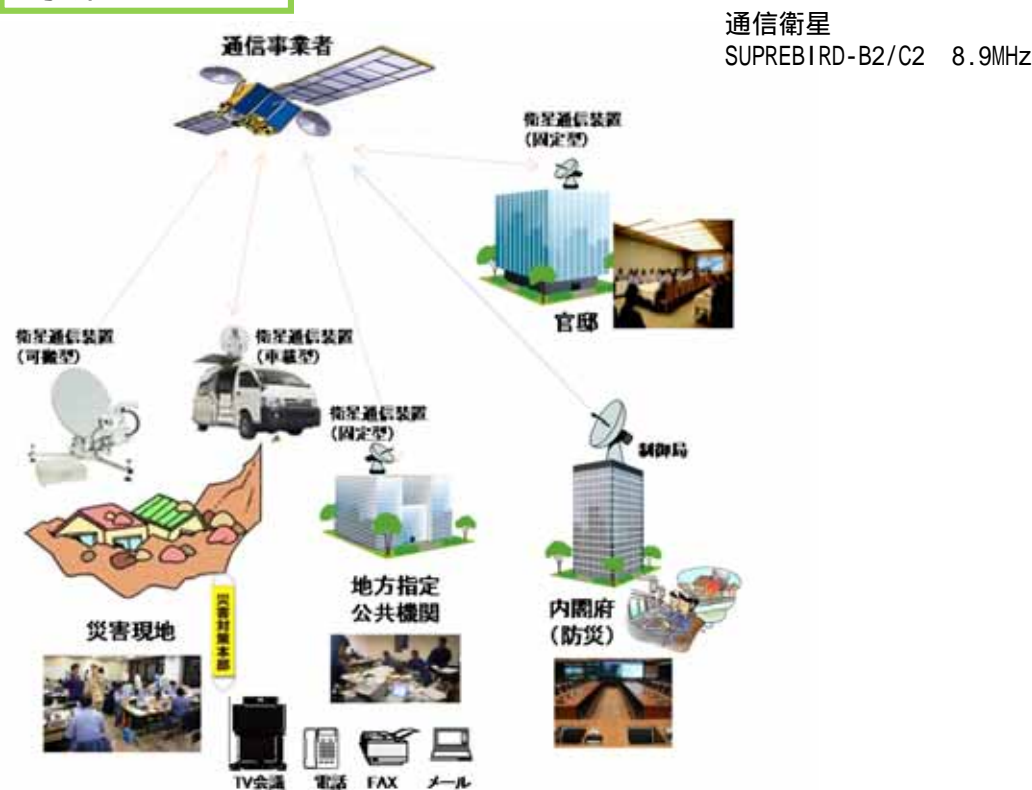 通信衛星
SUPREBIRD-B2/C2 8.9MHz
通信事業者
衛星通信装置
(固定型)
官邸
衛星通信装置
(可搬型)
衛星通信装置
(車載型)
衛星通信装置
(固定型)
制御局
地方指定
公共機関
内閣府
(防災)
災害現地
災害対策本部
TV会議
電話
FAX
メール